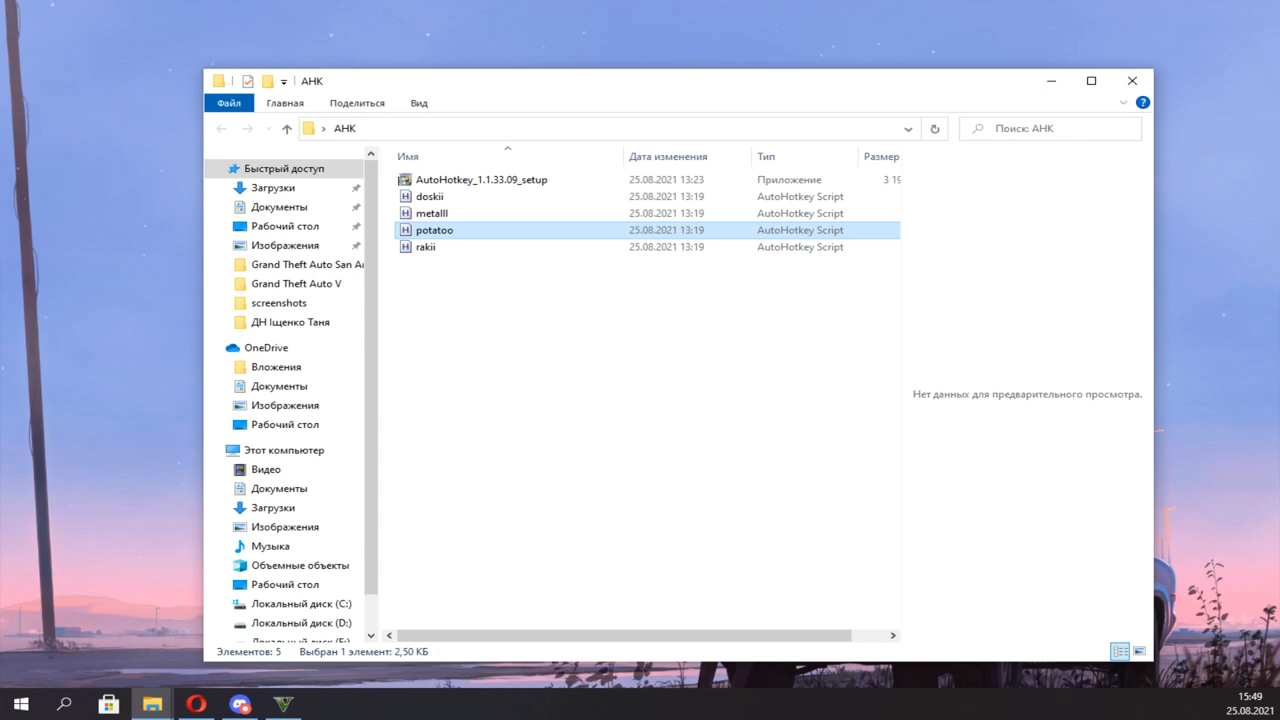 АНК
Файл
Главная
Поделиться
Вид
?
АНК
Поиск: АНК
Быстрый доступ
Загрузки
Документы
Рабочий стол
Изображения
Grand Theft Auto San An
Grand Theft Auto V
screenshots
ДН Іщенко Таня
OneDrive
Вложения
Документы
Изображения
Рабочий стол
Этот компьютер
Видео
Документы
Загрузки
Изображения
Музыка
Объемные объекты
Рабочий стол
Локальный диск (C:)
Локальный диск (D:)
Имя Дата изменения Тип Размер
AutoHotkey_1.1.33.09_setup 25.08.2021 13:23 Приложение 3 19
doskii 25.08.2021 13:19 AutoHotkey Script
metalll 25.08.2021 13:19 AutoHotkey Script
potatoo 25.08.2021 13:19 AutoHotkey Script
rakii 25.08.2021 13:19 AutoHotkey Script
Нет данных для предварительного просмотра.
Элементов: 5 Выбран 1 элемент: 2,50 КБ
15:49
25.08.2021